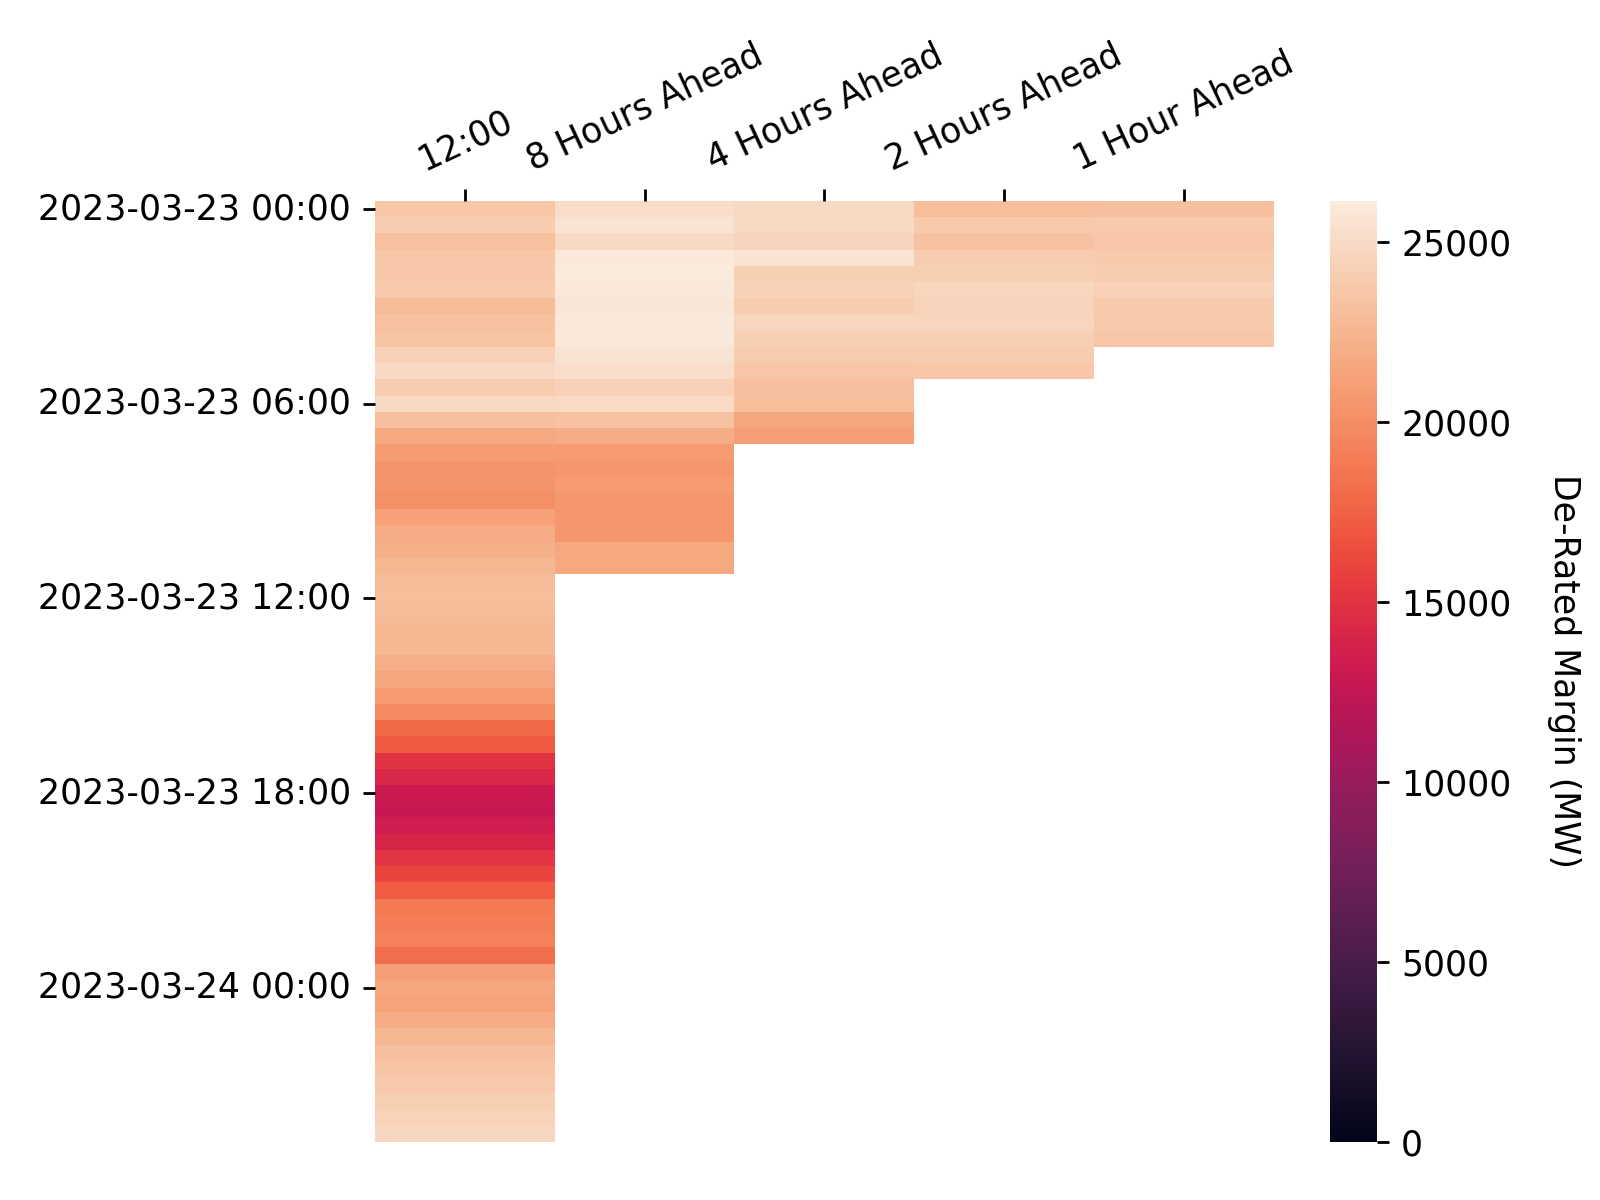 12:00
8 Hours Ahead
4 Hours Ahead
2 Hours Ahead
1 Hour Ahead
2023-03-23 00:00
2023-03-23 06:00
2023-03-23 12:00
2023-03-23 18:00
2023-03-24 00:00
25000
20000
15000
10000
5000
0
De-Rated Margin (MW)